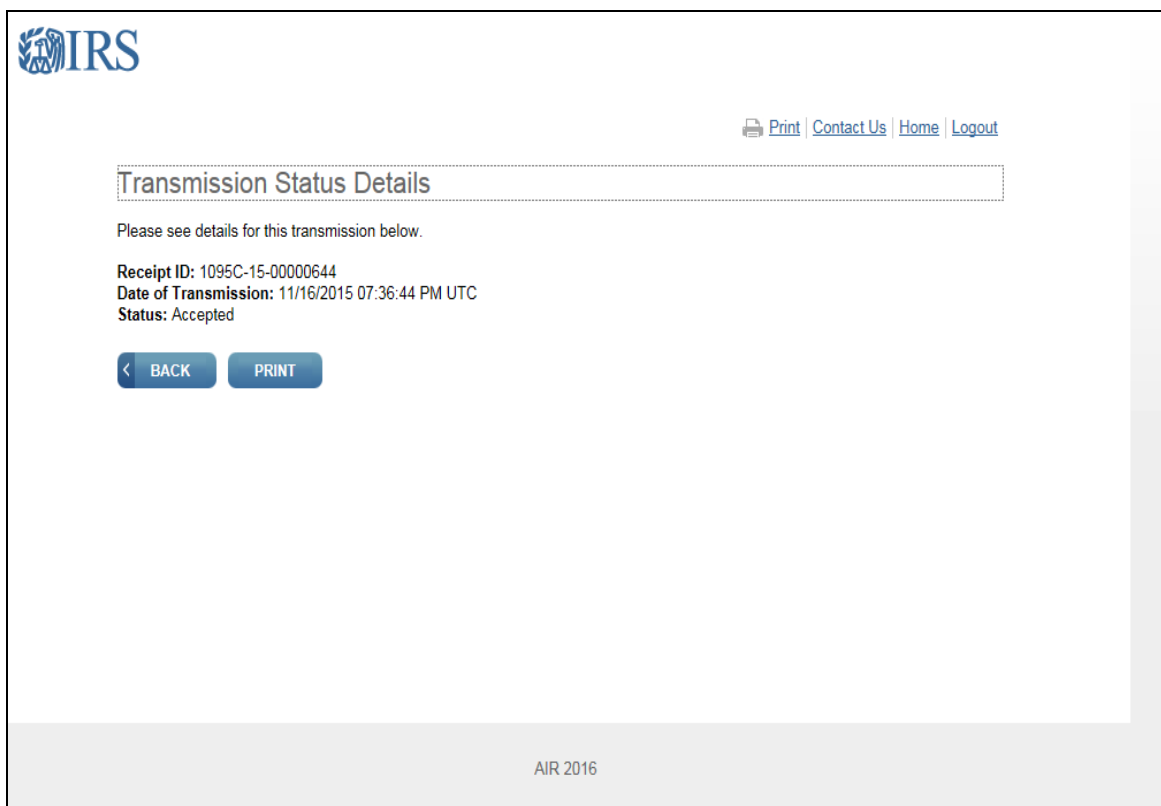 IRS
Print Contact Us Home Logout
Transmission Status Details
Please see details for this transmission below.
Receipt ID: 1095C-15-00000644
Date of Transmission: 11/16/2015 07:36:44 PM UTC
Status: Accepted
BACK PRINT
AIR 2016